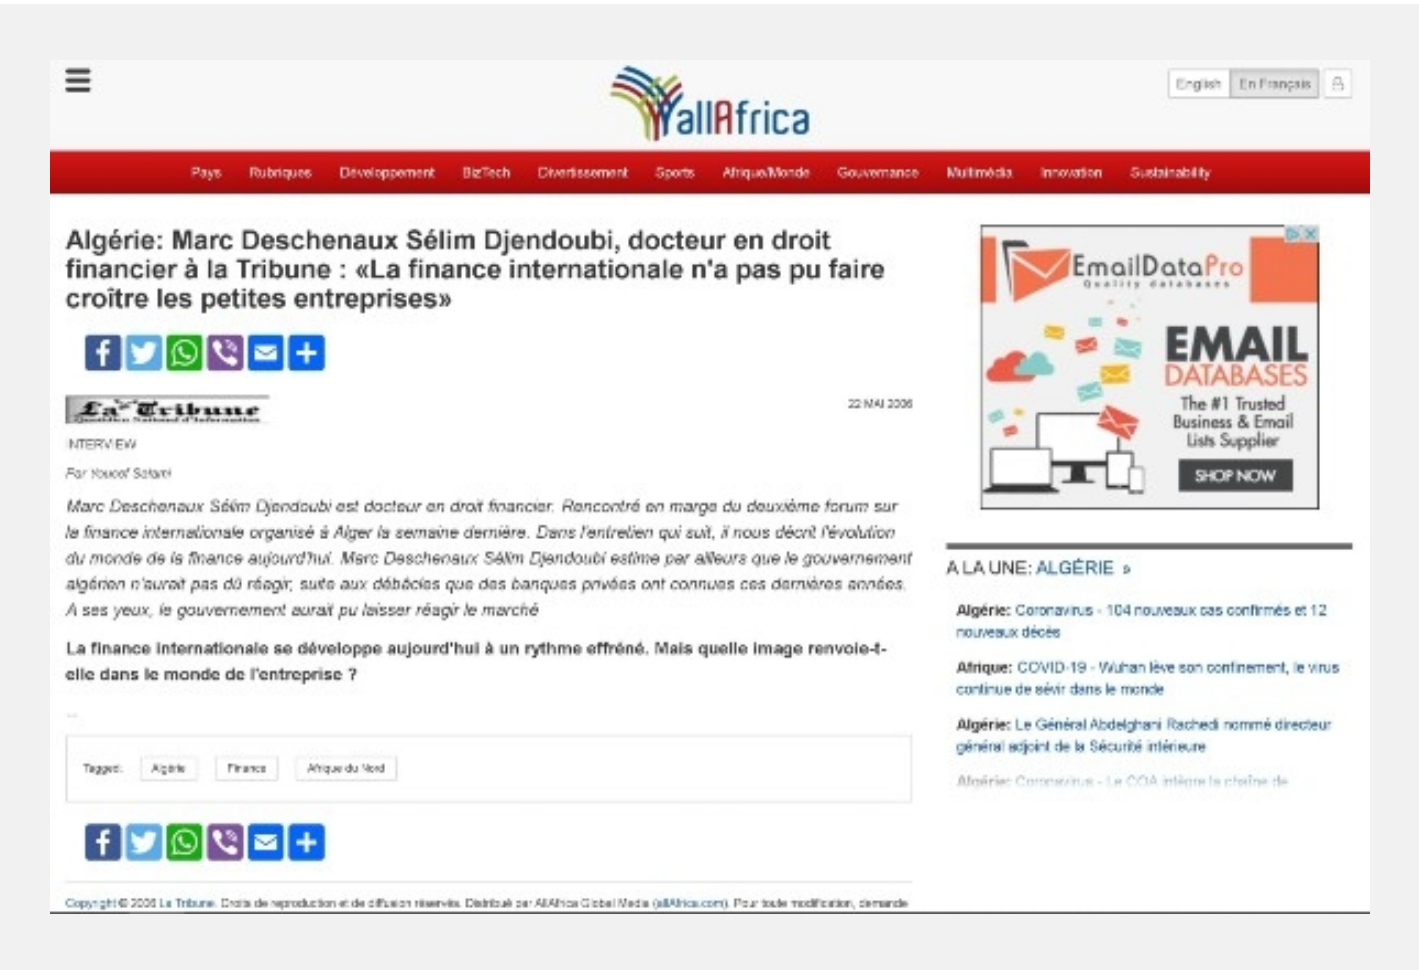 allAfrica
English
En Français
Pays
Rubriques
Développement
BizTech
Divertissement
Sports
Afrique/Monde
Gouvernance
Multimédia
Innovation
Sustainability
Algérie: Marc Deschenaux Sélim Djendoubi, docteur en droit
financier à la Tribune : «La finance internationale n'a pas pu faire
croître les petites entreprises»
La Tribune
Quotidien National d'Information
22 MAI 2006
INTERVIEW
Par Youcef Salami
Marc Deschenaux Sélim Djendoubi est docteur en droit financier. Rencontré en marge du deuxième forum sur
la finance internationale organisé à Alger la semaine dernière. Dans l'entretien qui suit, il nous décrit l'évolution
du monde de la finance aujourd'hui. Marc Deschenaux Sélim Djendoubi estime par ailleurs que le gouvernement
algérien n'aurait pas dû réagir, suite aux débâcles que des banques privées ont connues ces dernières années.
A ses yeux, le gouvernement aurait pu laisser réagir le marché
La finance internationale se développe aujourd'hui à un rythme effréné. Mais quelle image renvoie-t-
elle dans le monde de l'entreprise ?
...
Tagged:
Algérie
Finance
Afrique du Nord
Copyright © 2006 La Tribune. Droits de reproduction et de diffusion réservés. Distribué par AllAfrica Global Media (allAfrica.com). Pour toute modification, demande
EmailDataPro
Quality databases
EMAIL
DATABASES
The #1 Trusted
Business & Email
Lists Supplier
SHOP NOW
A LA UNE: ALGÉRIE »
Algérie: Coronavirus - 104 nouveaux cas confirmés et 12
nouveaux décès
Afrique: COVID-19 - Wuhan lève son confinement, le virus
continue de sévir dans le monde
Algérie: Le Général Abdelghani Rachedi nommé directeur
général adjoint de la Sécurité intérieure
Algérie: Coronavirus - Le COA intègre la chaîne de